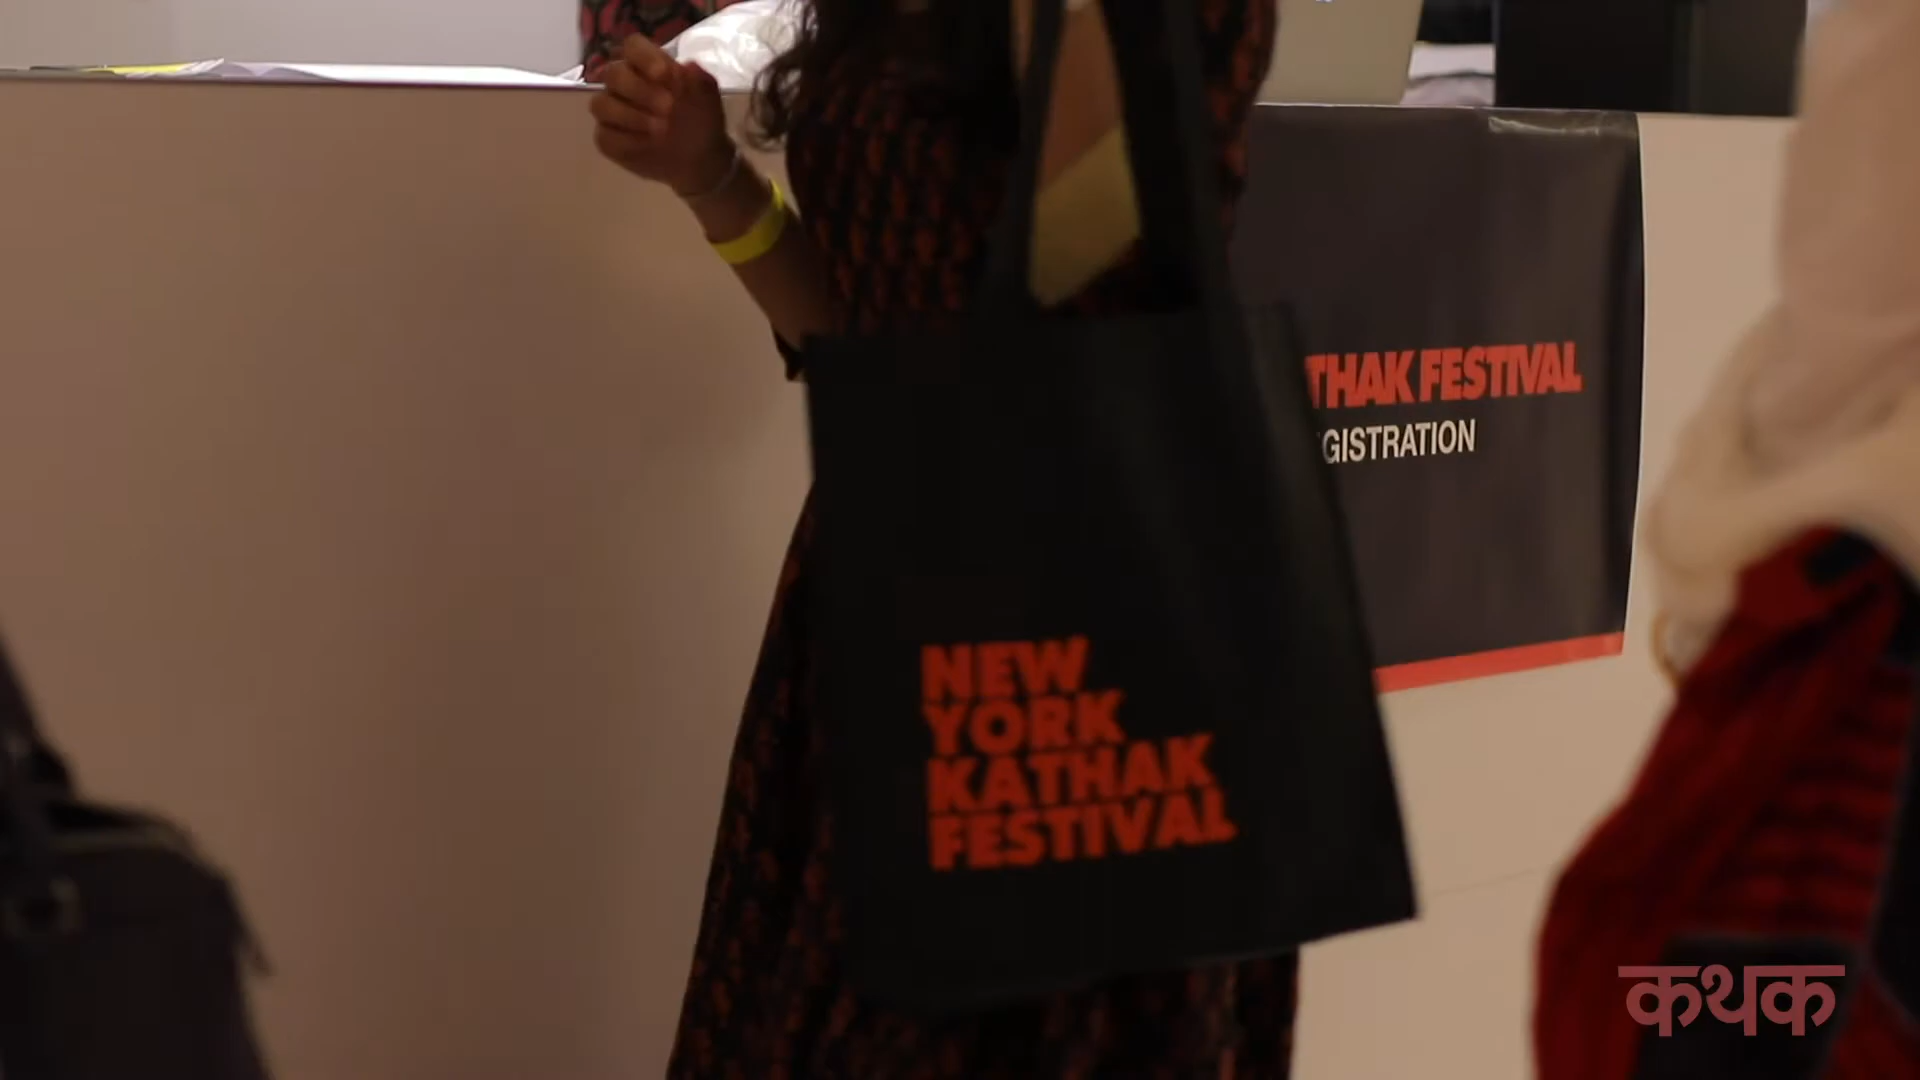 THAK FESTIVAL
GISTRATION
NEW
YORK
KATHAK
FESTIVAL
कथक